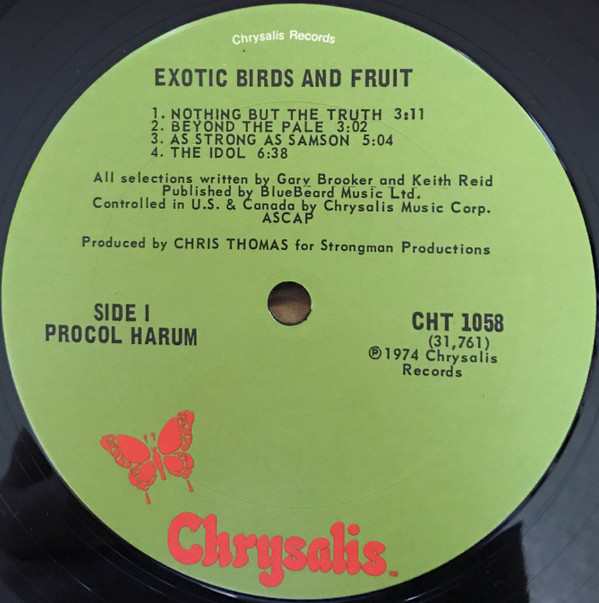 Chrysalis Records
EXOTIC BIRDS AND FRUIT
1. NOTHING BUT THE TRUTH 3:11
2. BEYOND THE PALE 3:02
3. AS STRONG AS SAMSON 5:04
4. THE IDOL 6:38
All selections written by Gary Brooker and Keith Reid
Published by BlueBeard Music Ltd.
Controlled in U.S. & Canada by Chrysalis Music Corp.
ASCAP
Produced by CHRIS THOMAS for Strongman Productions
SIDE I
PROCOL HARUM
CHT 1058
(31,761)
℗1974 Chrysalis
Records
Chrysalis™